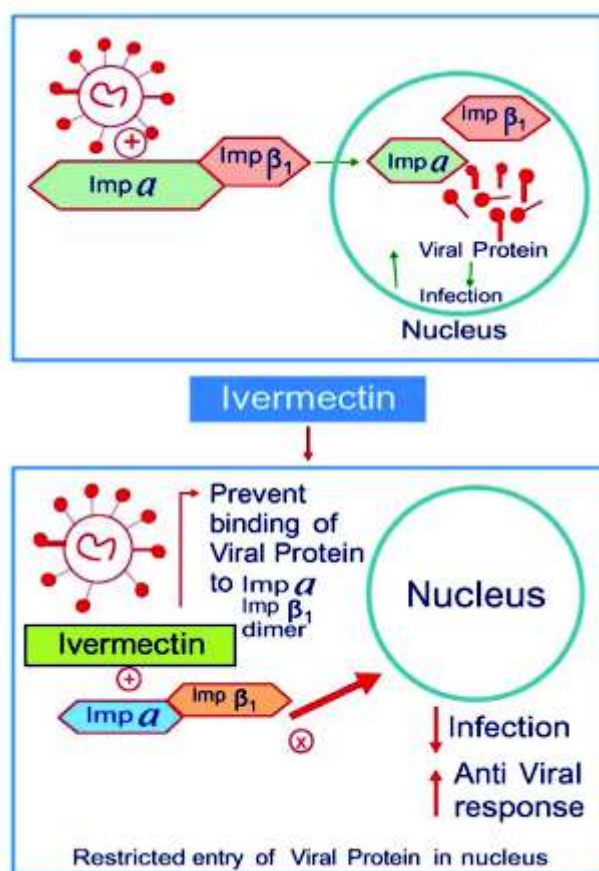 +
Imp α
Imp β1
Imp α
Imp β1
Viral Protein
Infection
Nucleus
Ivermectin
Prevent
binding of
Viral Protein
to Imp α
Imp β1
dimer
Ivermectin
+
Imp α
Imp β1
x
Nucleus
Infection
Anti Viral
response
Restricted entry of Viral Protein in nucleus